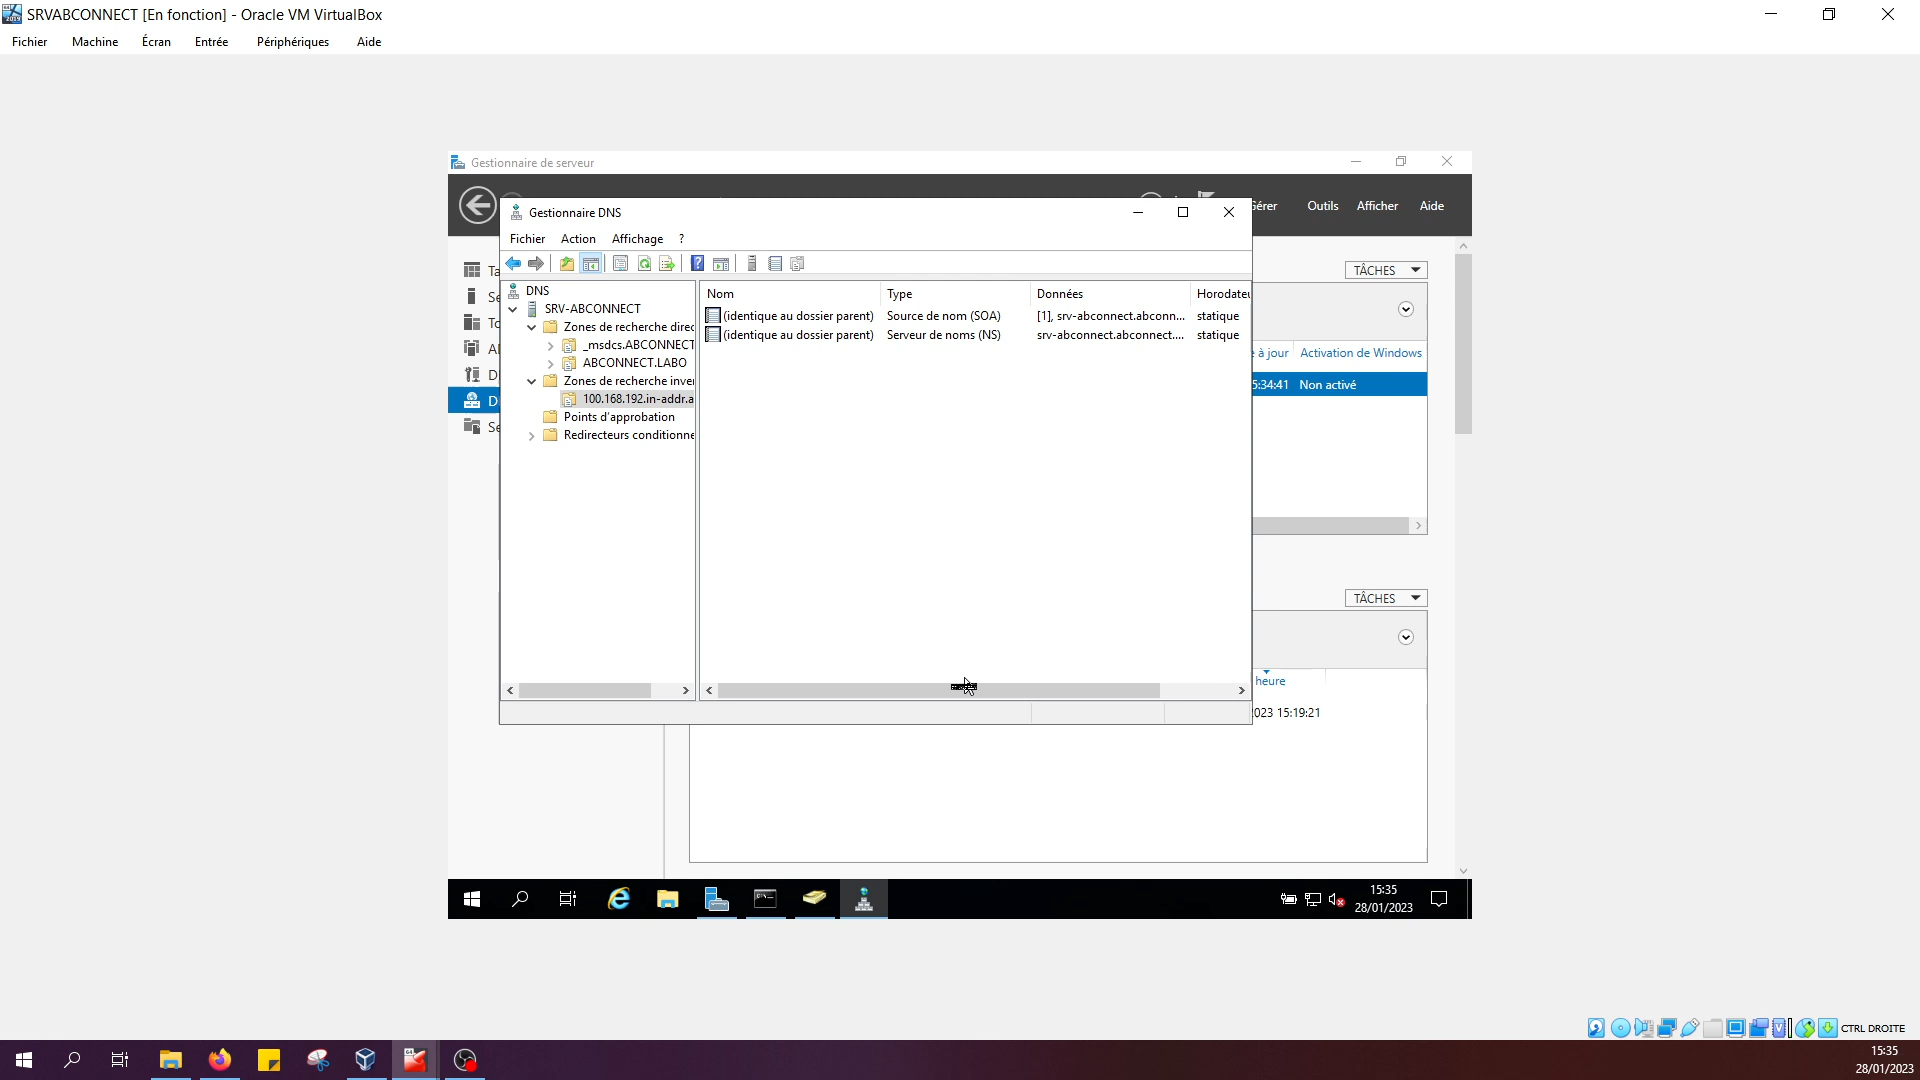 SRVABCONNECT [En fonction] - Oracle VM VirtualBox
Fichier Machine Écran Entrée Périphériques Aide
Gestionnaire de serveur
Gérer Outils Afficher Aide
Gestionnaire DNS
Fichier Action Affichage ?
TÂCHES
DNS
SRV-ABCONNECT
Zones de recherche direc
_msdcs.ABCONNECT
ABCONNECT.LABO
Zones de recherche inve
100.168.192.in-addr.a
Points d'approbation
Redirecteurs conditionne
Nom Type Données Horodateu
(identique au dossier parent) Source de nom (SOA) [1], srv-abconnect.abconn... statique
(identique au dossier parent) Serveur de noms (NS) srv-abconnect.abconnect.... statique
à jour Activation de Windows
5:34:41 Non activé
TÂCHES
heure
023 15:19:21
15:35
28/01/2023
CTRL DROITE
15:35
28/01/2023